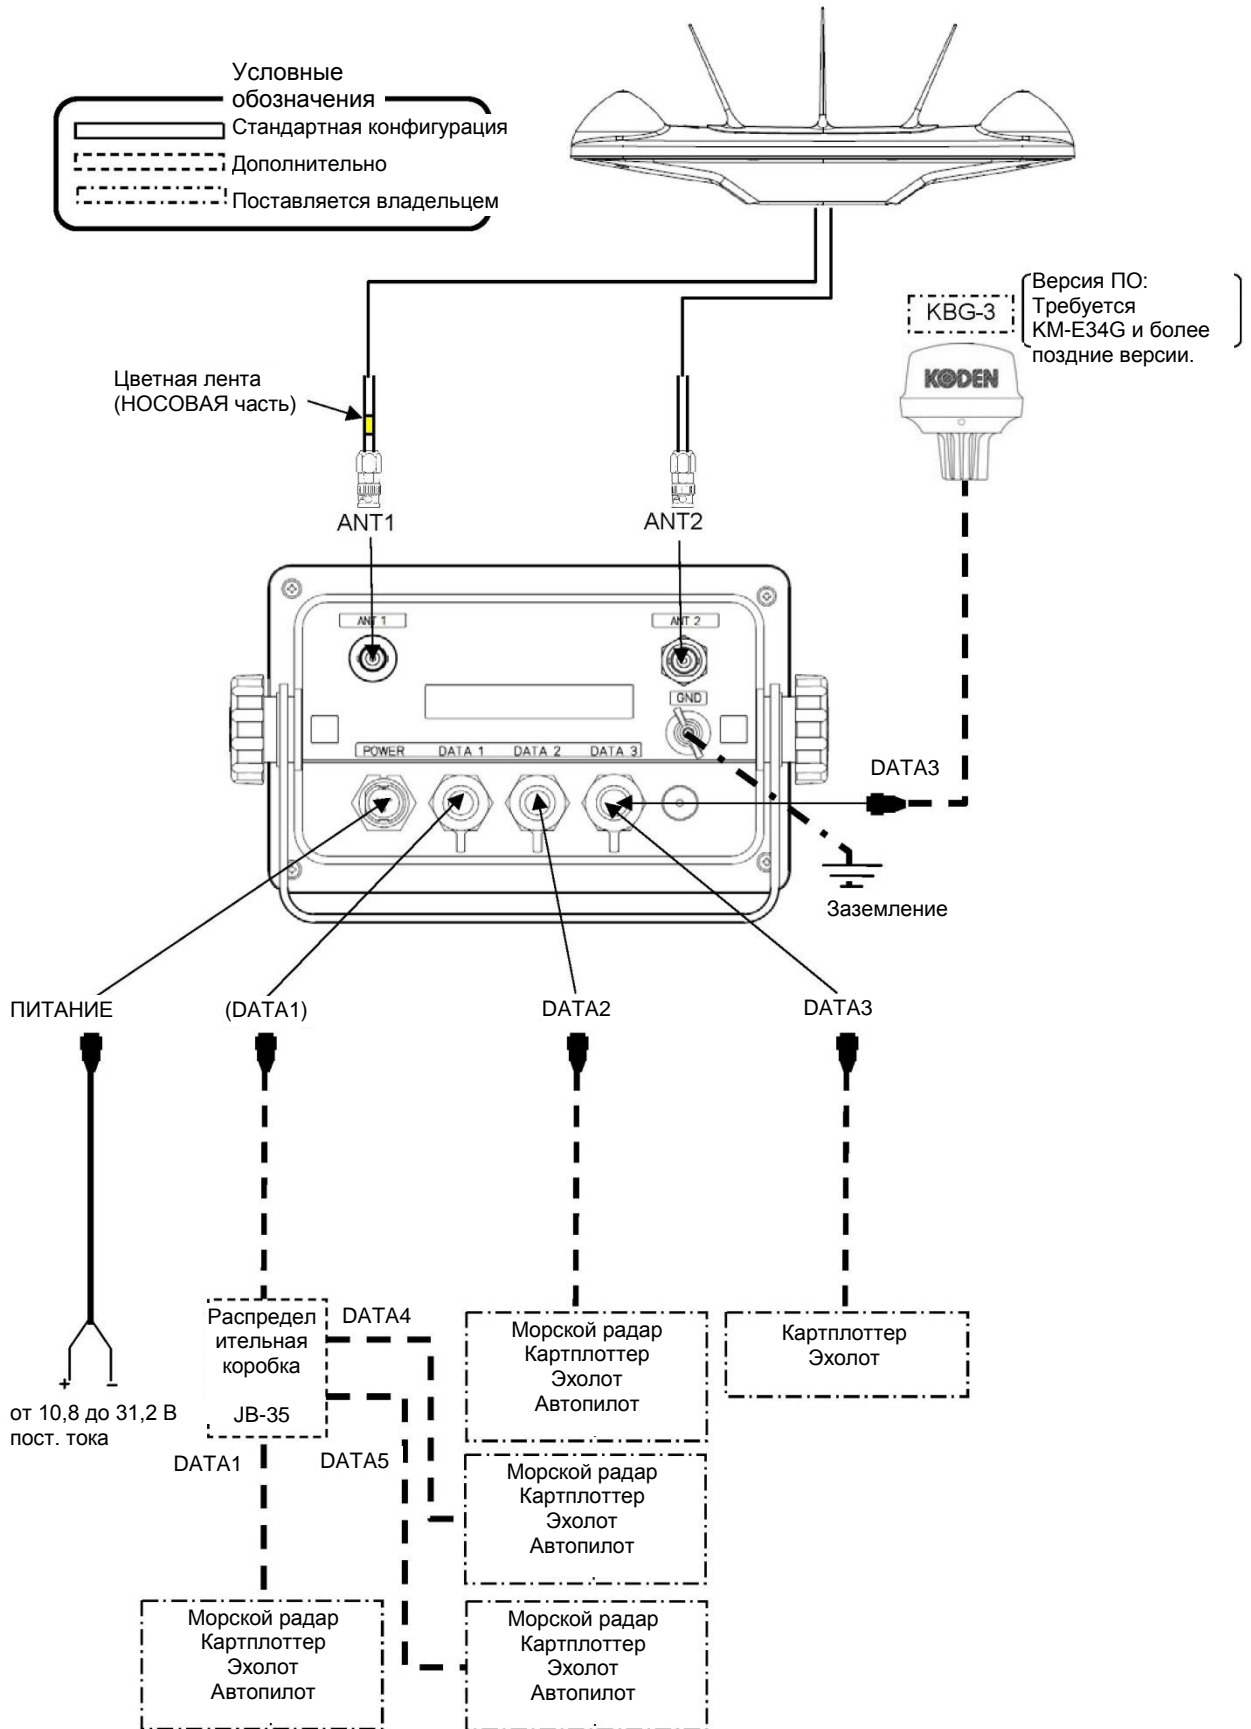 Условные
обозначения
Стандартная конфигурация
Дополнительно
Поставляется владельцем
KBG-3
Версия ПО:
Требуется
KM-E34G и более
поздние версии.
KODEN
Цветная лента
(НОСОВАЯ часть)
ANT1
ANT2
ANT 1
ANT 2
GND
POWER
DATA 1
DATA 2
DATA 3
DATA3
Заземление
ПИТАНИЕ
(DATA1)
DATA2
DATA3
+
-
от 10,8 до 31,2 В
пост. тока
Распредел
ительная
коробка
JB-35
DATA4
DATA1
DATA5
Морской радар
Картплоттер
Эхолот
Автопилот
Картплоттер
Эхолот
Морской радар
Картплоттер
Эхолот
Автопилот
Морской радар
Картплоттер
Эхолот
Автопилот
Морской радар
Картплоттер
Эхолот
Автопилот